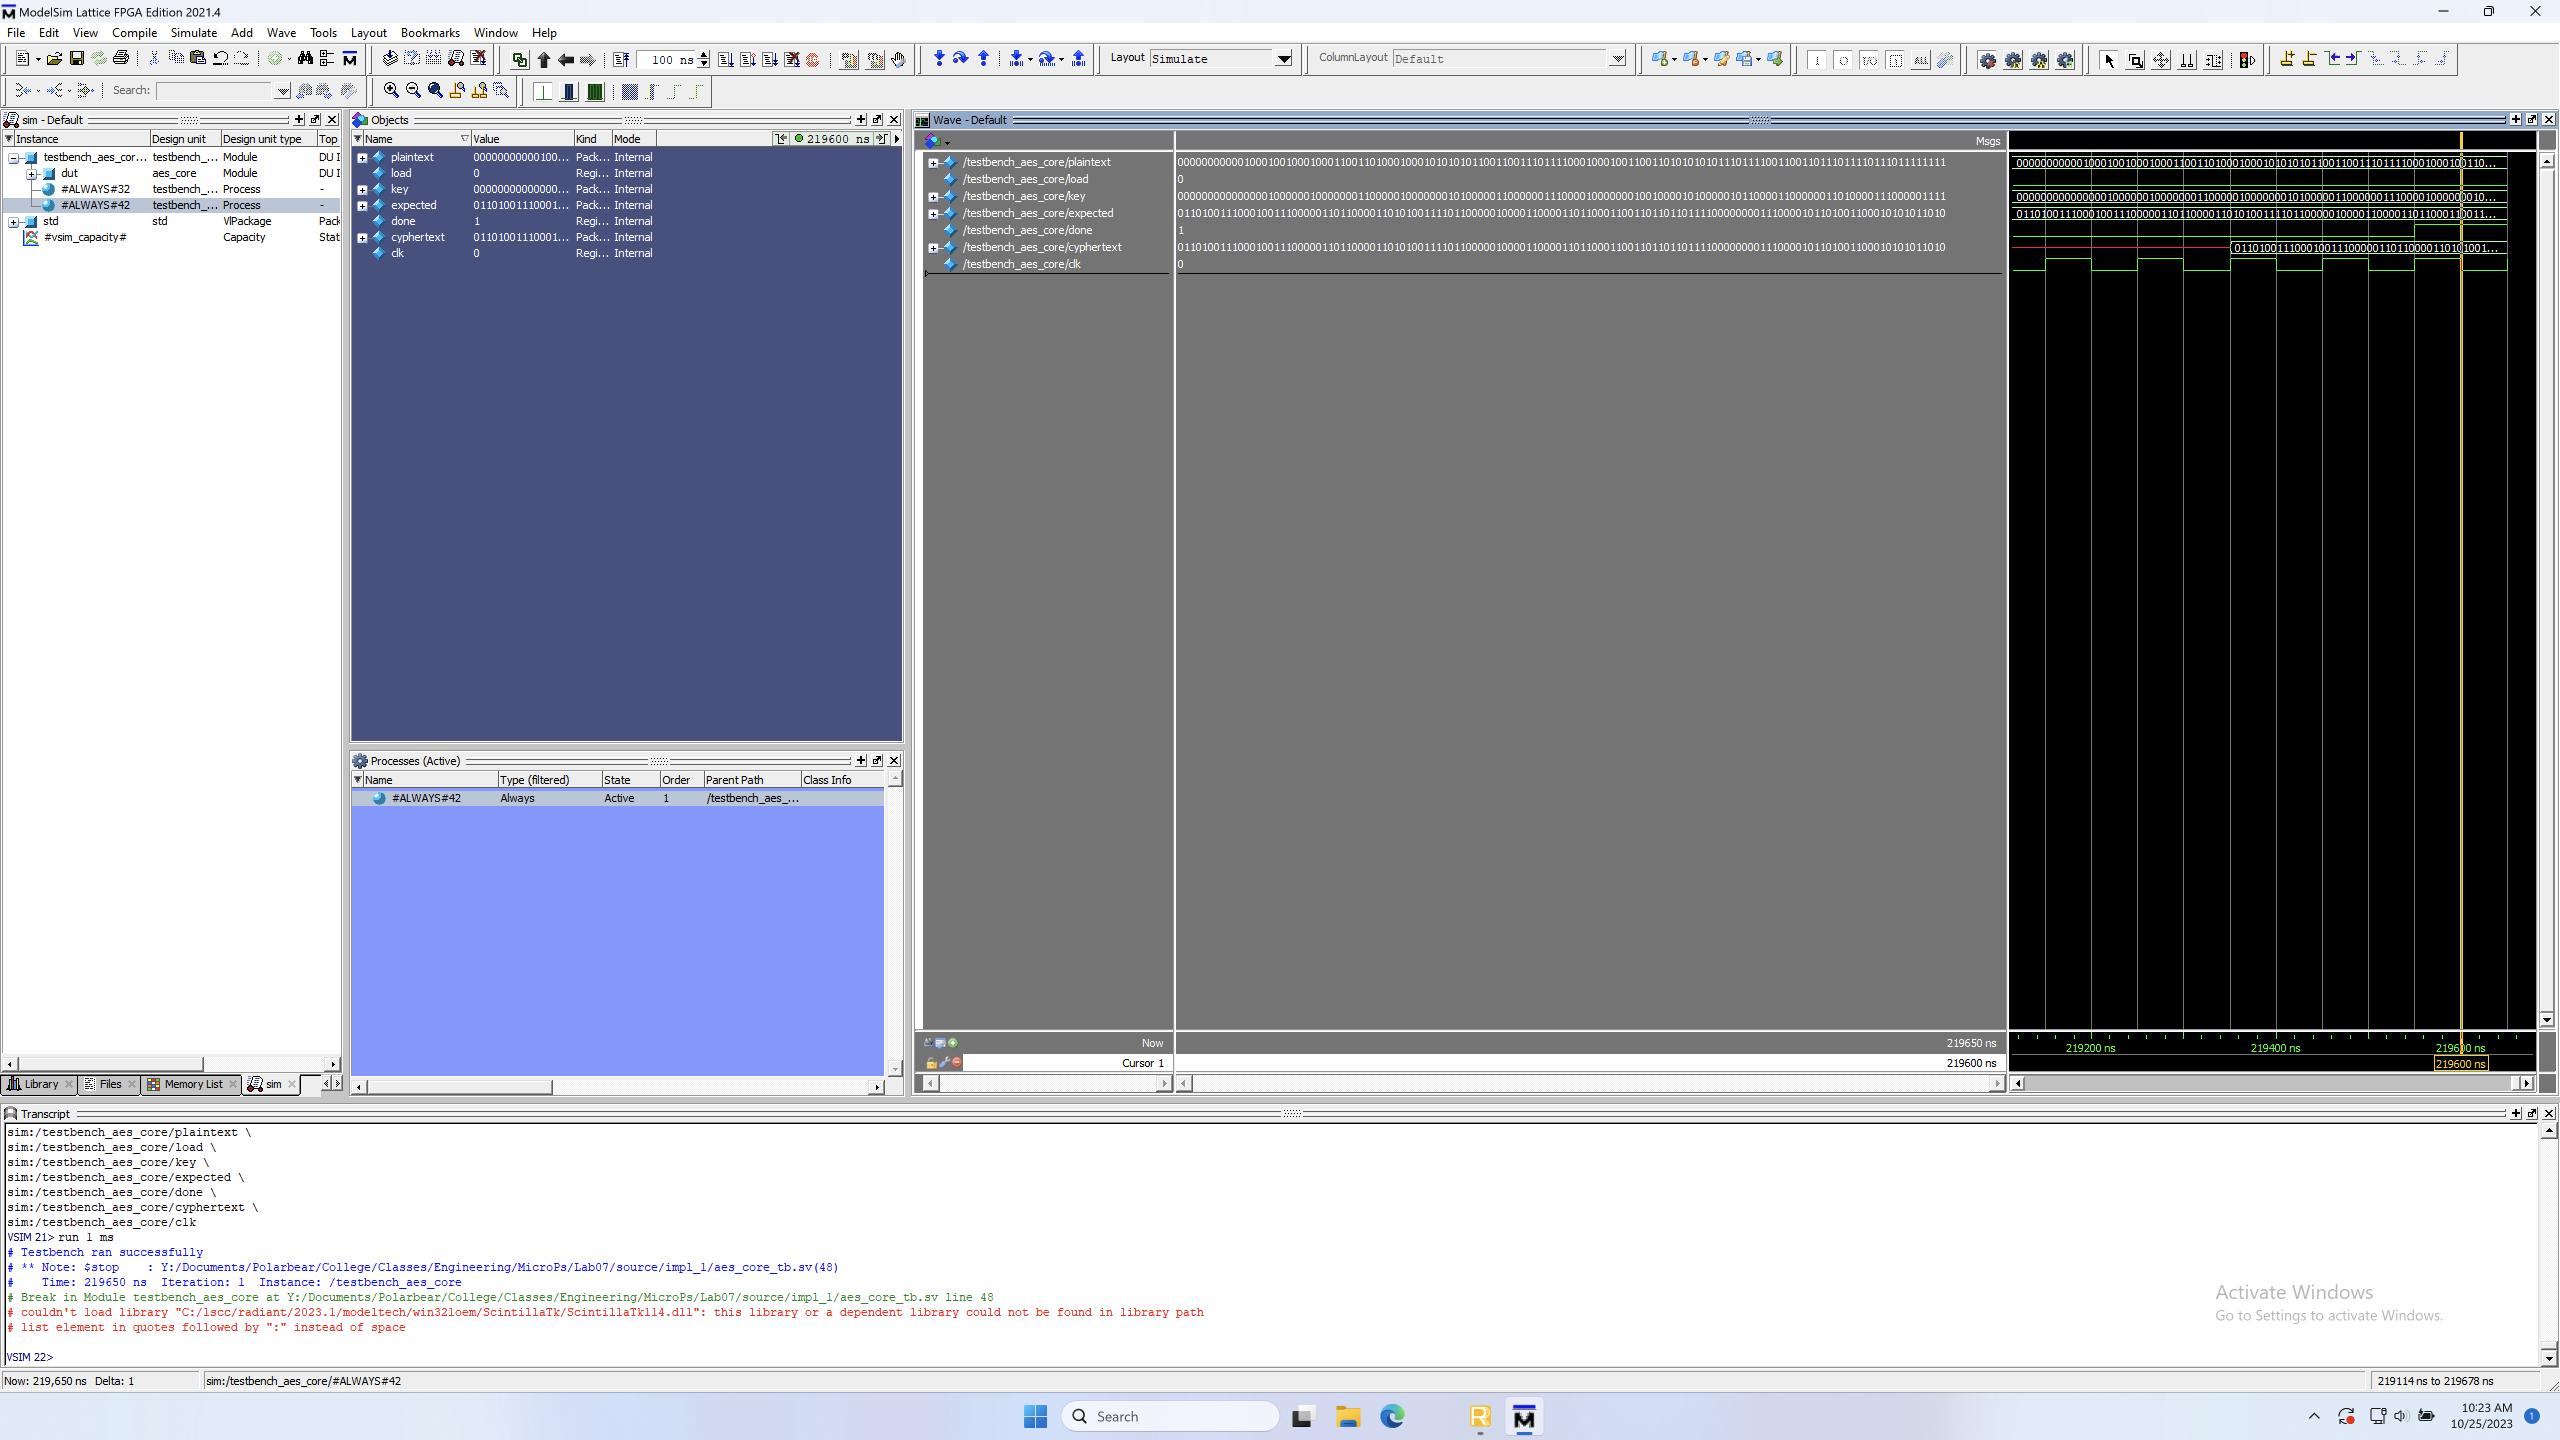 ModelSim Lattice FPGA Edition 2021.4
File Edit View Compile Simulate Add Wave Tools Layout Bookmarks Window Help
100 ns
Layout Simulate
ColumnLayout Default
Search:
sim - Default
Instance Design unit Design unit type Top
testbench_aes_cor... testbench_... Module DU I
dut aes_core Module DU I
#ALWAYS#32 testbench_... Process -
#ALWAYS#42 testbench_... Process -
std std VlPackage Pack
#vsim_capacity# Capacity Stat
Library Files Memory List sim
Objects
Name Value Kind Mode 219600 ns
plaintext 00000000000100... Pack... Internal
load 0 Regi... Internal
key 00000000000000... Pack... Internal
expected 01101001110001... Pack... Internal
done 1 Regi... Internal
cyphertext 01101001110001... Pack... Internal
clk 0 Regi... Internal
Processes (Active)
Name Type (filtered) State Order Parent Path Class Info
#ALWAYS#42 Always Active 1 /testbench_aes_...
Wave - Default
Msgs
/testbench_aes_core/plaintext
/testbench_aes_core/load 0
/testbench_aes_core/key
/testbench_aes_core/expected
/testbench_aes_core/done 1
/testbench_aes_core/cyphertext
/testbench_aes_core/clk 0
Now 219650 ns
Cursor 1 219600 ns
219200 ns 219400 ns 219600 ns
219600 ns
Transcript
sim:/testbench_aes_core/plaintext \
sim:/testbench_aes_core/load \
sim:/testbench_aes_core/key \
sim:/testbench_aes_core/expected \
sim:/testbench_aes_core/done \
sim:/testbench_aes_core/cyphertext \
sim:/testbench_aes_core/clk
VSIM 21> run 1 ms
# Testbench ran successfully
# ** Note: $stop    : Y:/Documents/Polarbear/College/Classes/Engineering/MicroPs/Lab07/source/impl_1/aes_core_tb.sv(48)
#    Time: 219650 ns  Iteration: 1  Instance: /testbench_aes_core
# Break in Module testbench_aes_core at Y:/Documents/Polarbear/College/Classes/Engineering/MicroPs/Lab07/source/impl_1/aes_core_tb.sv line 48
# couldn't load library "C:/lscc/radiant/2023.1/modeltech/win32loem/ScintillaTk/ScintillaTk114.dll": this library or a dependent library could not be found in library path
# list element in quotes followed by ":" instead of space
VSIM 22>
Activate Windows
Go to Settings to activate Windows.
Now: 219,650 ns Delta: 1
sim:/testbench_aes_core/#ALWAYS#42
219114 ns to 219678 ns
Search
10:23 AM
10/25/2023
1